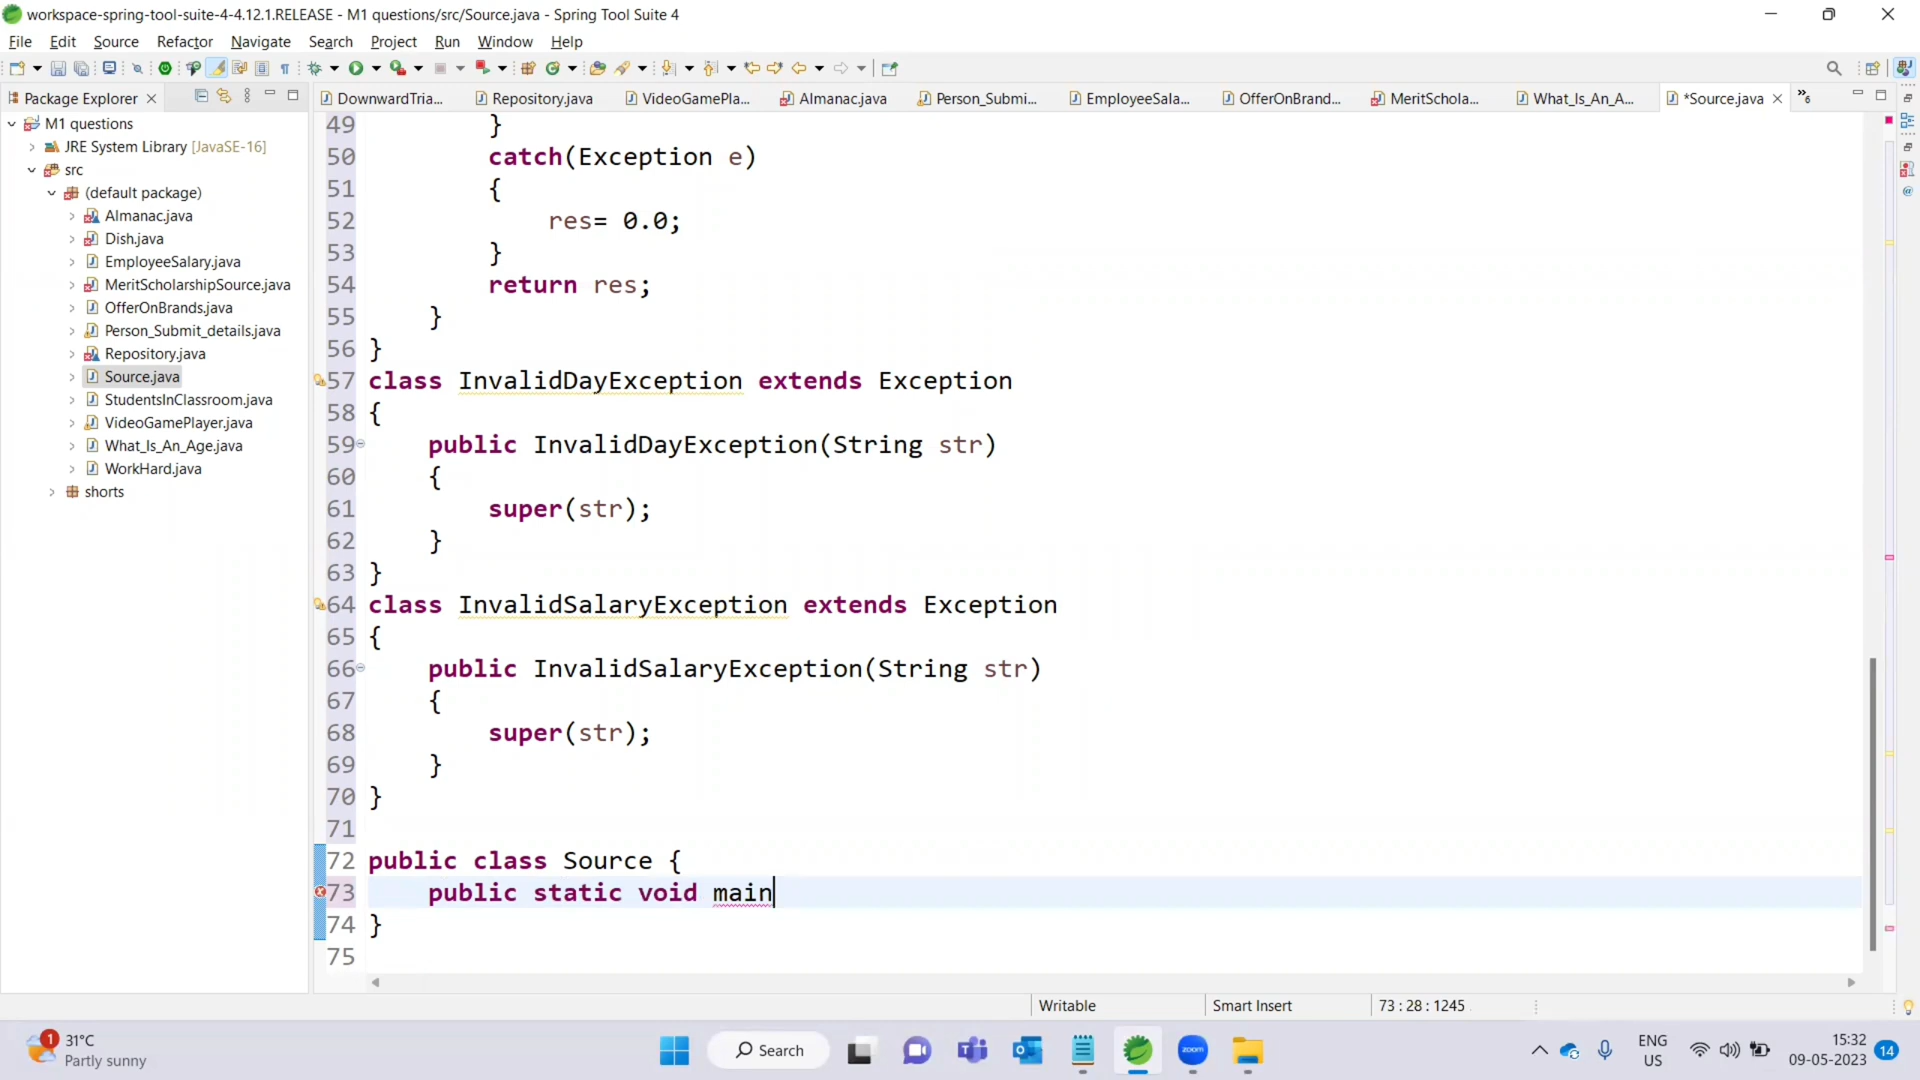 workspace-spring-tool-suite-4-4.12.1.RELEASE - M1 questions/src/Source.java - Spring Tool Suite 4
File Edit Source Refactor Navigate Search Project Run Window Help
Package Explorer
DowndwardTria... Repository.java VideoGamePla... Almanac.java Person_Submi... EmployeeSala... OfferOnBrand... MeritSchola... What_Is_An_A... *Source.java »6
M1 questions
JRE System Library [JavaSE-16]
src
(default package)
Almanac.java
Dish.java
EmployeeSalary.java
MeritScholarshipSource.java
OfferOnBrands.java
Person_Submit_details.java
Repository.java
Source.java
StudentsInClassroom.java
VideoGamePlayer.java
What_Is_An_Age.java
WorkHard.java
shorts
49 }
50 catch(Exception e)
51 {
52 res= 0.0;
53 }
54 return res;
55 }
56 }
57 class InvalidDayException extends Exception
58 {
59 public InvalidDayException(String str)
60 {
61 super(str);
62 }
63 }
64 class InvalidSalaryException extends Exception
65 {
66 public InvalidSalaryException(String str)
67 {
68 super(str);
69 }
70 }
71
72 public class Source {
73 public static void main
74 }
75
Writable Smart Insert 73 : 28 : 1245
1 31°C
Partly sunny
Search
zoom
ENG
US
15:32
09-05-2023
14